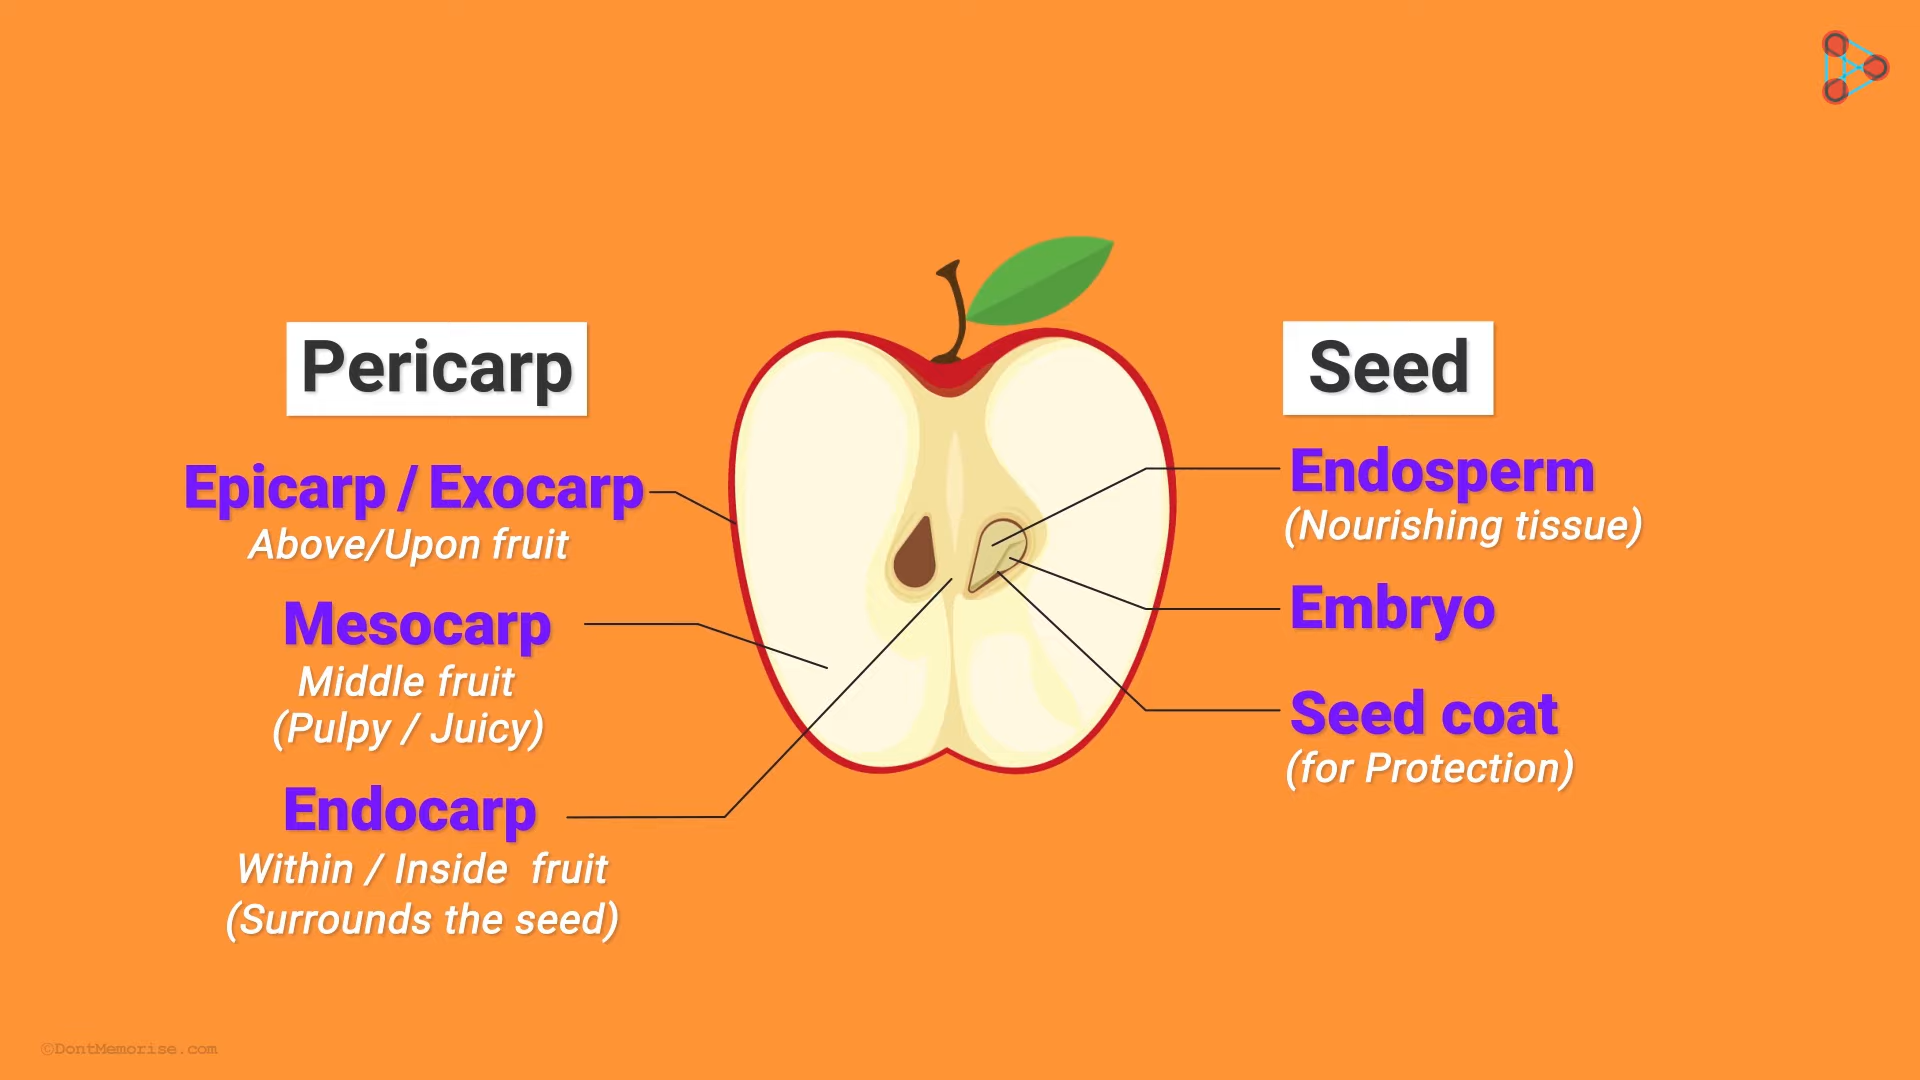 Pericarp
Epicarp / Exocarp
Above/Upon fruit
Mesocarp
Middle fruit
(Pulpy / Juicy)
Endocarp
Within / Inside fruit
(Surrounds the seed)
Seed
Endosperm
(Nourishing tissue)
Embryo
Seed coat
(for Protection)
©DontMemorise.com